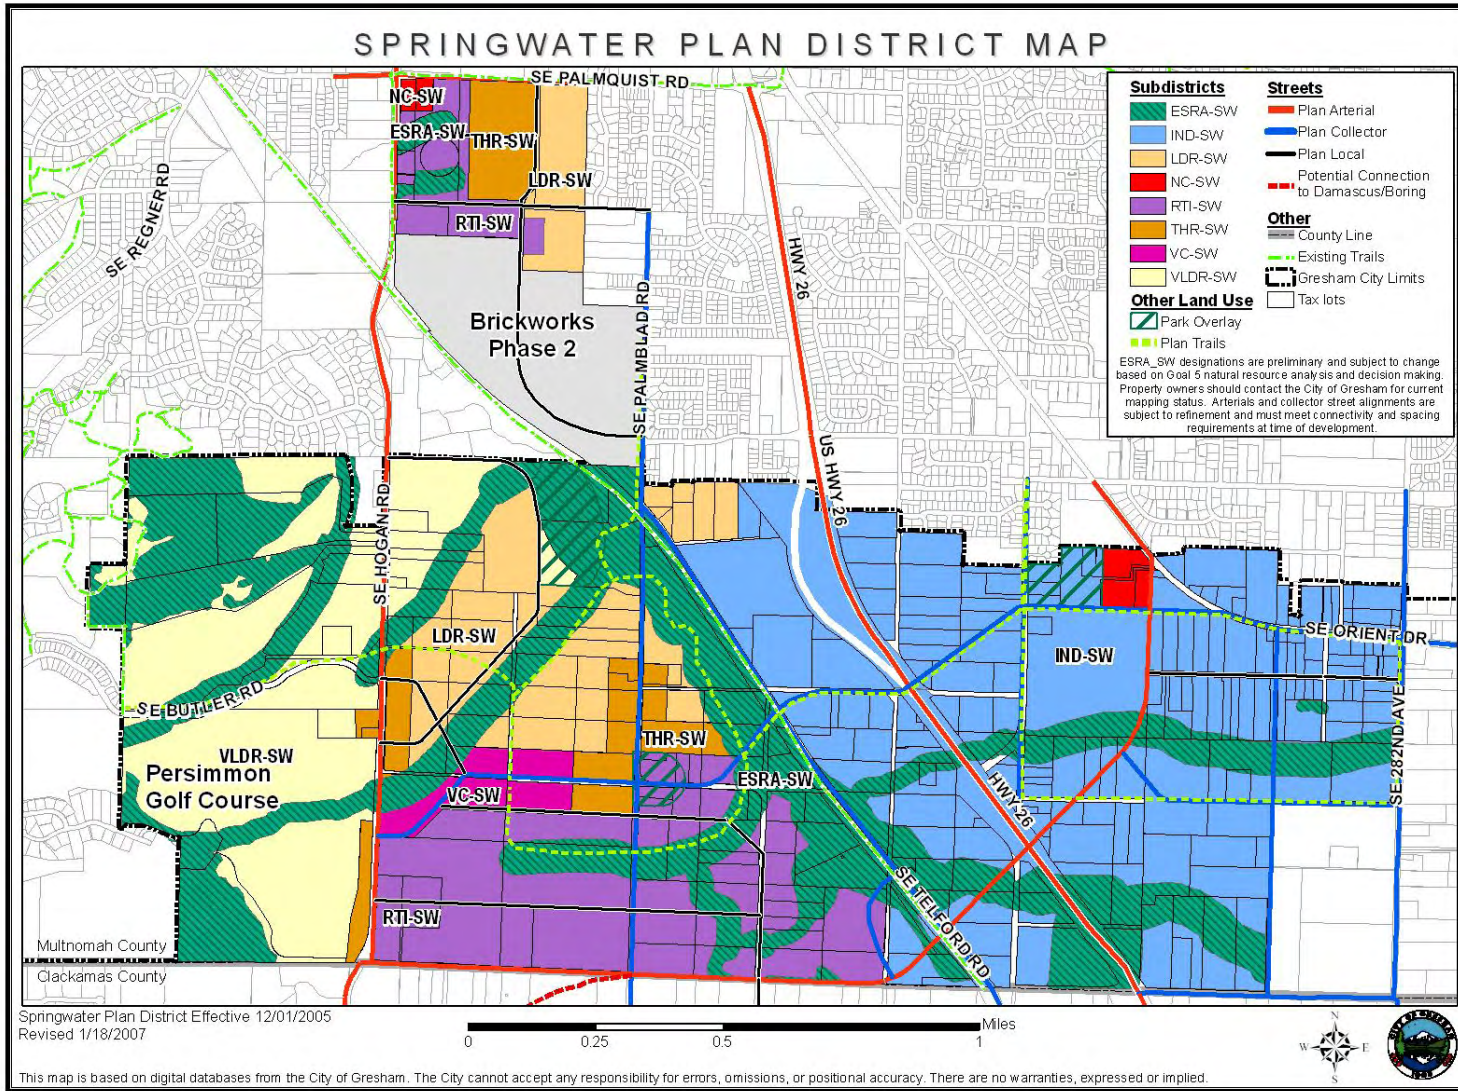 SPRINGWATER PLAN DISTRICT MAP
SE PALMQUIST RD
NC-SW
ESRA-SW
THR-SW
LDR-SW
RTI-SW
SE REGNER RD
HWY 26
Brickworks
Phase 2
SE PALMBLAD RD
US HWY 26
SE HOGAN RD
LDR-SW
IND-SW
SE ORIENT DR
SE BUTLER RD
SE 282ND AVE
VLDR-SW
THR-SW
Persimmon
Golf Course
VC-SW
ESRA-SW
HWY 26
RTI-SW
SE TELFORD RD
Multnomah County
Clackamas County
Subdistricts
ESRA-SW
IND-SW
LDR-SW
NC-SW
RTI-SW
THR-SW
VC-SW
VLDR-SW
Other Land Use
Park Overlay
Plan Trails
Streets
Plan Arterial
Plan Collector
Plan Local
Potential Connection
to Damascus/Boring
Other
County Line
Existing Trails
Gresham City Limits
Tax lots
ESRA_SW designations are preliminary and subject to change
based on Goal 5 natural resource analysis and decision making.
Property owners should contact the City of Gresham for current
mapping status. Arterials and collector street alignments are
subject to refinement and must meet connectivity and spacing
requirements at time of development.
Springwater Plan District Effective 12/01/2005
Revised 1/18/2007
Miles
0 0.25 0.5 1
N
W E
S
CITY OF GRESHAM
This map is based on digital databases from the City of Gresham. The City cannot accept any responsibility for errors, omissions, or positional accuracy. There are no warranties, expressed or implied.